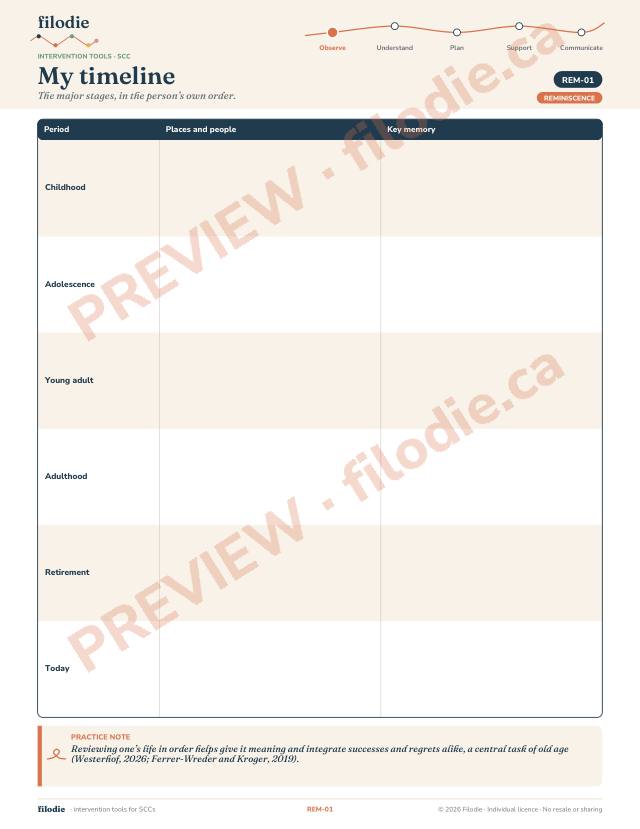 filodie
Observe Understand Plan Support Communicate
INTERVENTION TOOLS · SCC
My timeline
REM-01
The major stages, in the person's own order.
REMINISCENCE
Period Places and people Key memory
Childhood
Adolescence
Young adult
Adulthood
Retirement
Today
PREVIEW · filodie.ca
PREVIEW · filodie.ca
PRACTICE NOTE
Reviewing one's life in order helps give it meaning and integrate successes and regrets alike, a central task of old age
(Westerhof, 2026; Ferrer-Wreder and Kroger, 2019).
filodie · intervention tools for SCCs REM-01 © 2026 Filodie · Individual licence · No resale or sharing